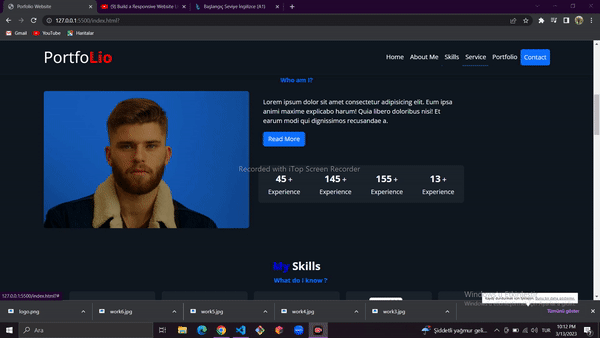 Portfolio Website
(5) Build a Responsive Website U
Başlangıç Seviye İngilizce (A1)
127.0.0.1:5500/index.html?
Gmail
YouTube
Haritalar
PortfoLio
Home
About Me
Skills
Service
Portfolio
Contact
Who am I?
Lorem ipsum dolor sit amet consectetur adipisicing elit. Eum ipsa
animi maxime explicabo harum! Quia libero doloribus nisi! Et
earum modi qui dignissimos recusandae a.
Read More
Recorded with iTop Screen Recorder
45 +
145 +
155 +
13 +
Experience
Experience
Experience
Experience
My Skills
What do I know ?
127.0.0.1:5500/index.html?#
logo.png
work6.jpg
work5.jpg
work4.jpg
work3.jpg
Tümünü göster
Ara
Şiddetli yağmur geli...
TUR
10:12 PM
3/13/2023